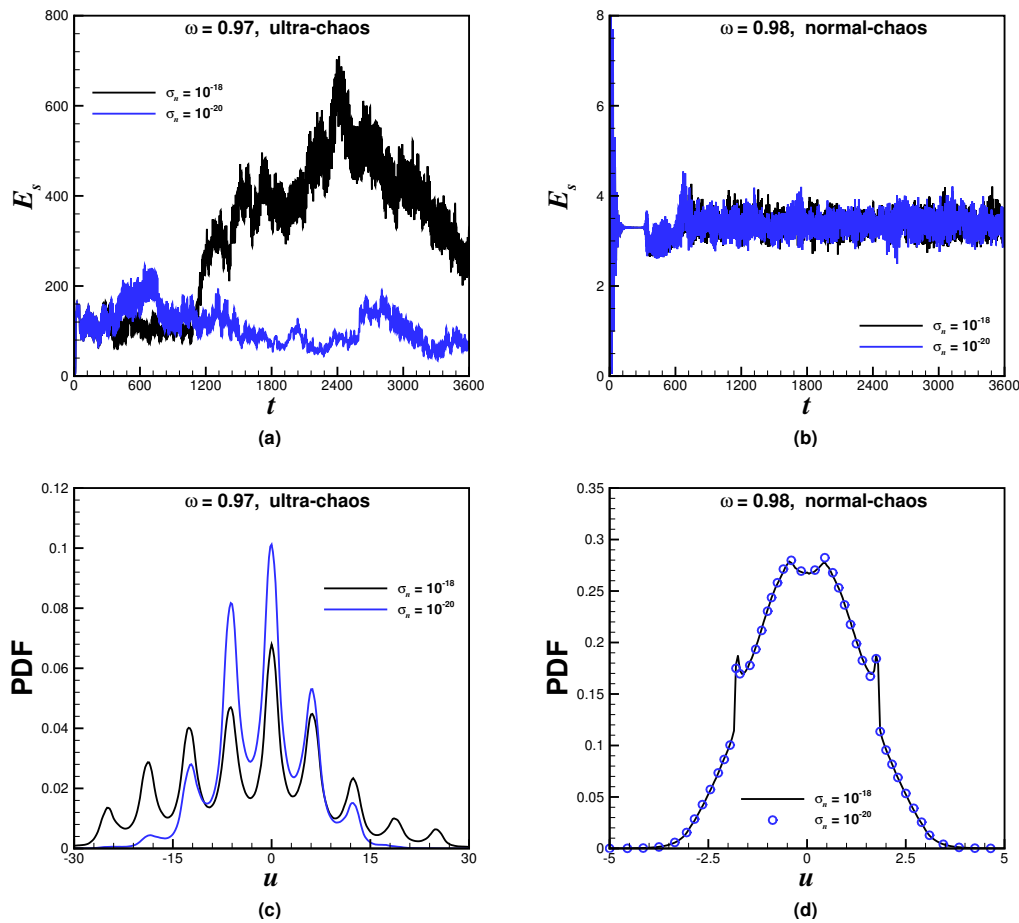 ω = 0.97, ultra-chaos
σn = 10-18
σn = 10-20
Es
800
600
400
200
0
0 600 1200 1800 2400 3000 3600
t
(a)
ω = 0.98, normal-chaos
Es
8
6
4
2
0
σn = 10-18
σn = 10-20
0 600 1200 1800 2400 3000 3600
t
(b)
ω = 0.97, ultra-chaos
σn = 10-18
σn = 10-20
PDF
0.12
0.1
0.08
0.06
0.04
0.02
0
-30 -15 0 15 30
u
(c)
ω = 0.98, normal-chaos
PDF
0.35
0.3
0.25
0.2
0.15
0.1
0.05
0
σn = 10-18
σn = 10-20
-5 -2.5 0 2.5 5
u
(d)